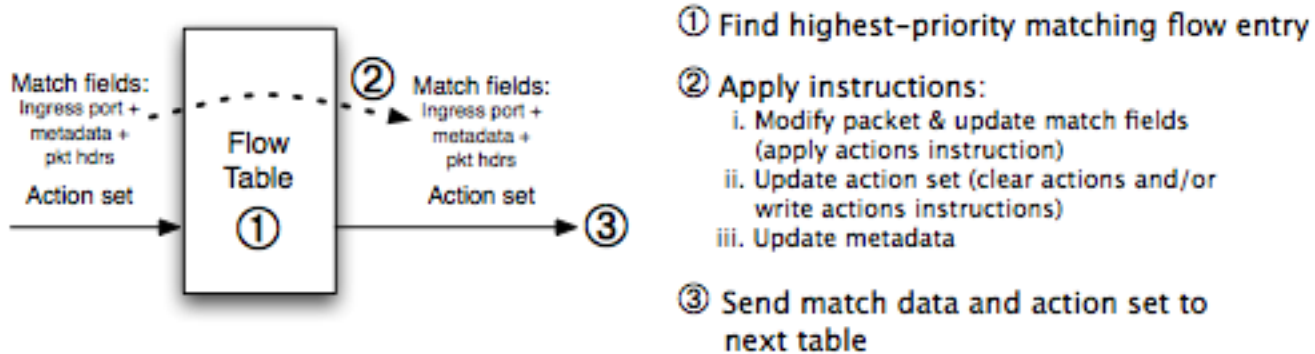 Match fields:
Ingress port +
metadata +
pkt hdrs
Action set
Flow
Table
①
②
Match fields:
Ingress port +
metadata +
pkt hdrs
Action set
③
① Find highest-priority matching flow entry
② Apply instructions:
i. Modify packet & update match fields
(apply actions instruction)
ii. Update action set (clear actions and/or
write actions instructions)
iii. Update metadata
③ Send match data and action set to
next table